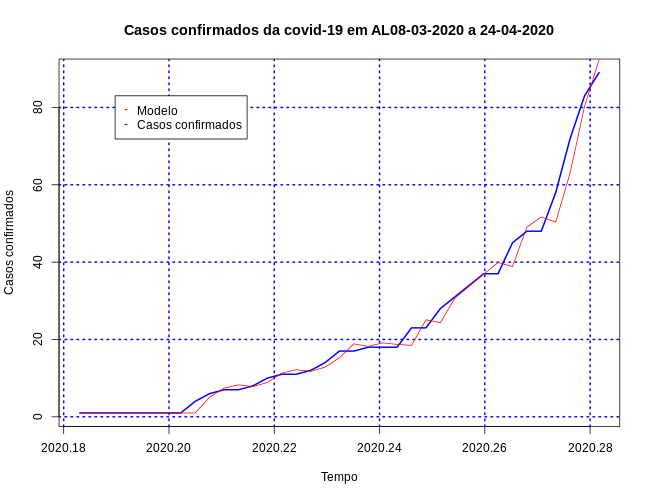 Casos confirmados da covid-19 em AL08-03-2020 a 24-04-2020
Casos confirmados
80
60
40
20
0
Modelo
Casos confirmados
2020.18 2020.20 2020.22 2020.24 2020.26 2020.28
Tempo